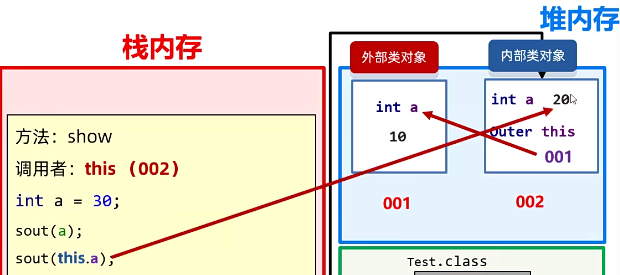 栈内存
堆内存
外部类对象
内部类对象
int a
10
int a 20
Outer this
001
001
002
方法：show
调用者：this（002）
int a = 30;
sout(a);
sout(this.a);
Test.class